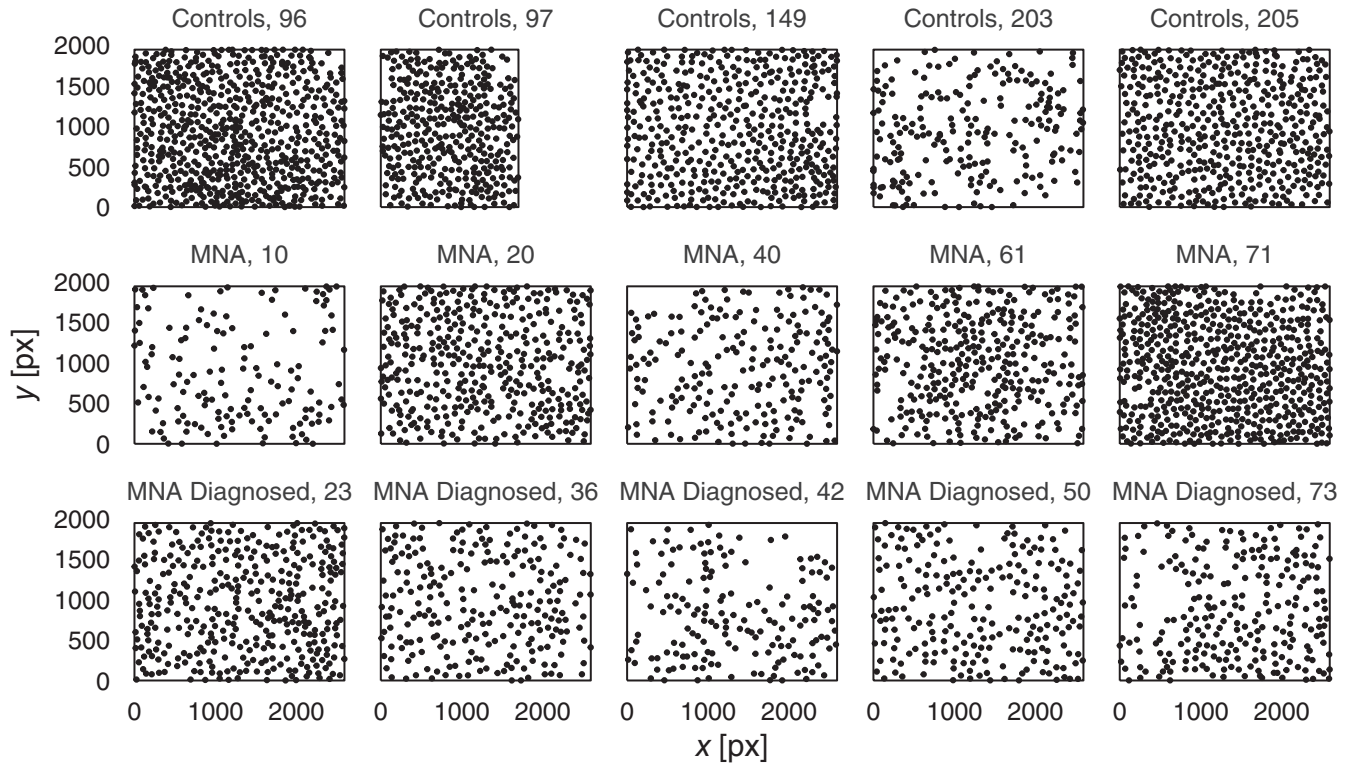 Controls, 96 Controls, 97 Controls, 149 Controls, 203 Controls, 205
2000
1500
1000
500
0
MNA, 10 MNA, 20 MNA, 40 MNA, 61 MNA, 71
2000
1500
1000
500
0
y [px]
MNA Diagnosed, 23 MNA Diagnosed, 36 MNA Diagnosed, 42 MNA Diagnosed, 50 MNA Diagnosed, 73
2000
1500
1000
500
0
0 1000 2000 0 1000 2000 0 1000 2000 0 1000 2000 0 1000 2000
x [px]